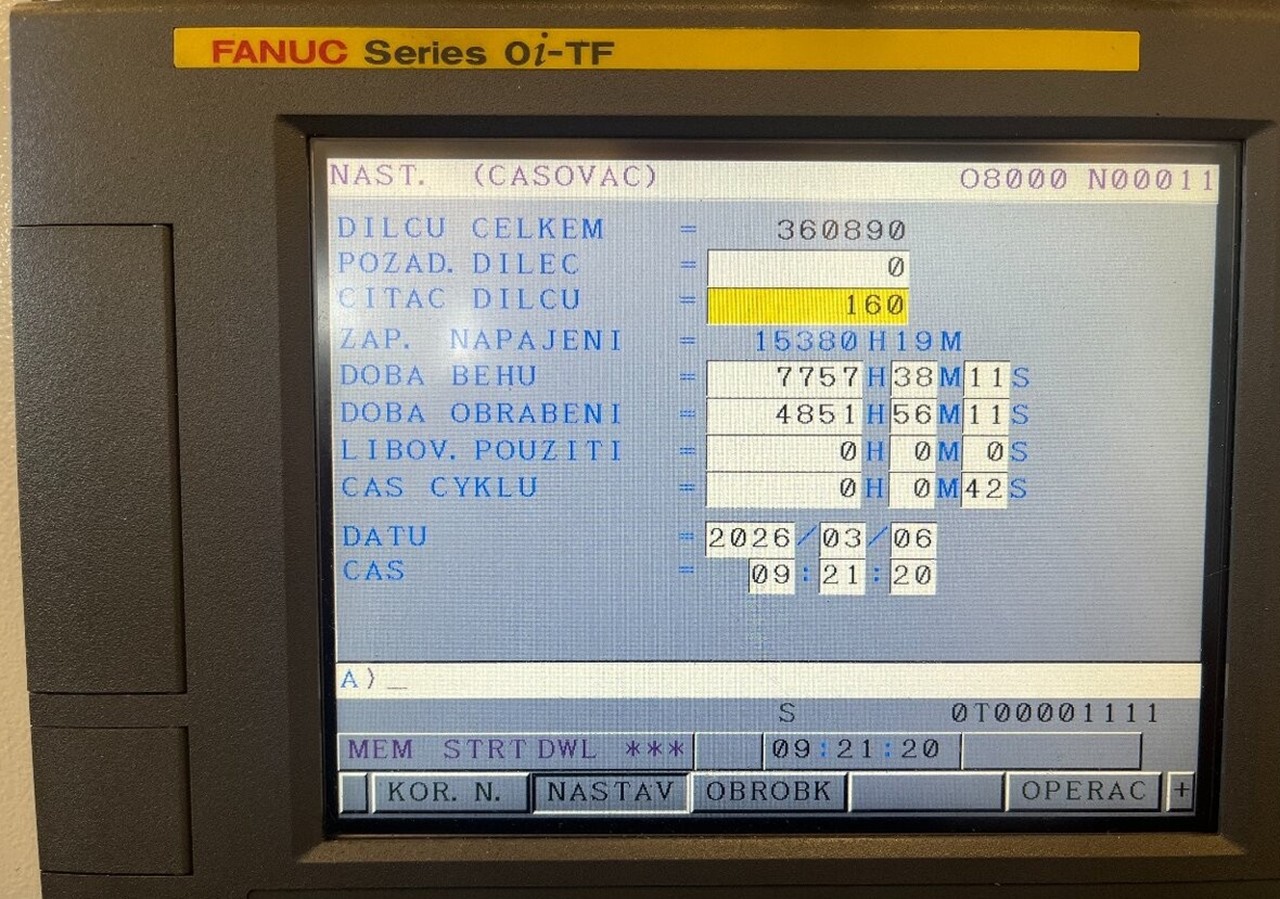 FANUC Series 0i-TF
NAST. (CASOVAC) O8000 N00011
DILCU CELKEM = 360890
POZAD. DILEC = 0
CITAC DILCU = 160
ZAP. NAPAJENI = 15380H19M
DOBA BEHU = 7757H38M11S
DOBA OBRABENI = 4851H56M11S
LIBOV. POUZITI = 0H 0M 0S
CAS CYKLU = 0H 0M42S
DATU = 2026/03/06
CAS = 09:21:20
A)_
S 0T00001111
MEM STRT DWL *** 09:21:20
KOR. N. NASTAV OBROBK OPERAC +